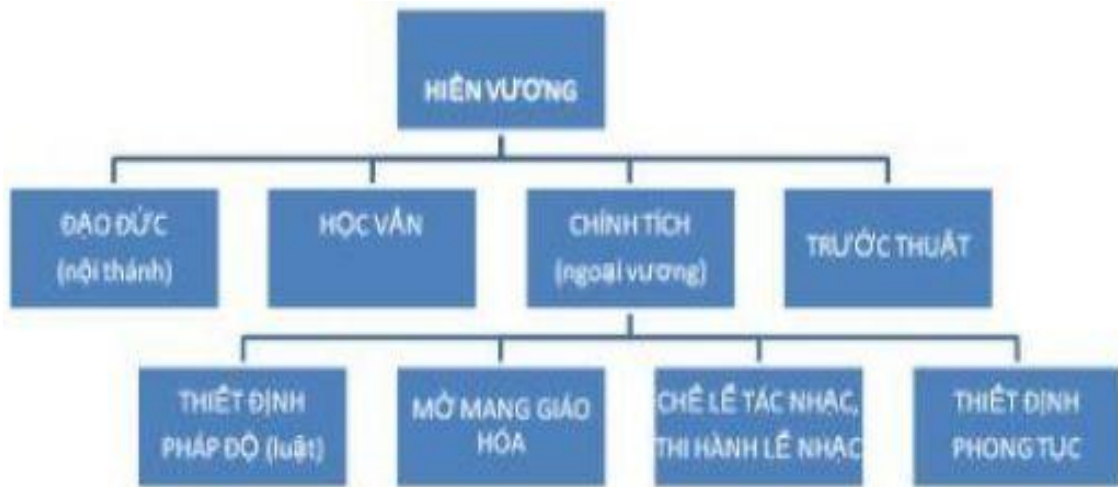 HIỀN VƯƠNG
ĐẠO ĐỨC
(nội thánh)
HỌC VẤN
CHÍNH TÍCH
(ngoại vương)
TRƯỚC THUẬT
THIẾT ĐỊNH
PHÁP ĐỘ (luật)
MỞ MANG GIÁO
HÓA
CHẾ LỄ TÁC NHẠC,
THI HÀNH LỄ NHẠC
THIẾT ĐỊNH
PHONG TỤC